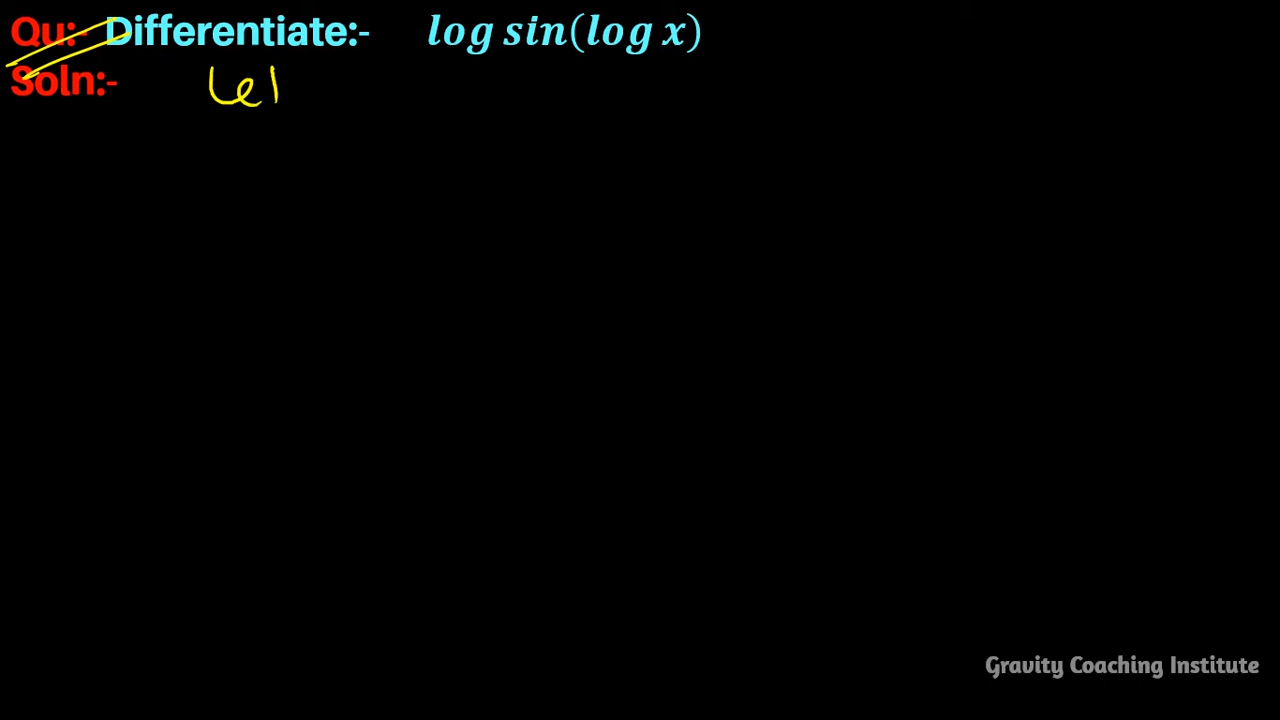 Qu:- Differentiate:- log sin(log x)
Soln:- Let
Gravity Coaching Institute